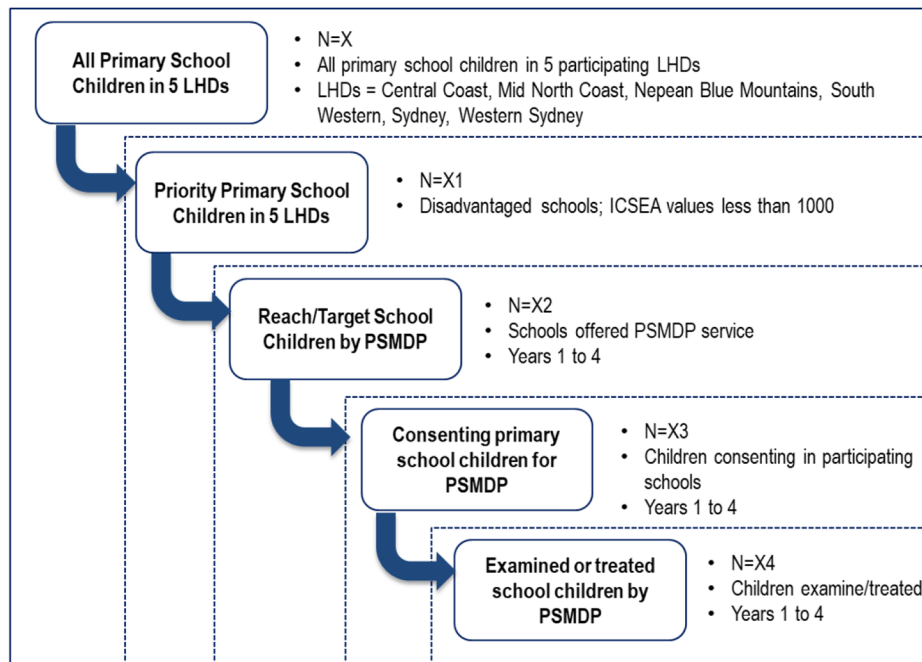 All Primary School
Children in 5 LHDs
• N=X
• All primary school children in 5 participating LHDs
• LHDs = Central Coast, Mid North Coast, Nepean Blue Mountains, South
Western, Sydney, Western Sydney
Priority Primary School
Children in 5 LHDs
• N=X1
• Disadvantaged schools; ICSEA values less than 1000
Reach/Target School
Children by PSMDP
• N=X2
• Schools offered PSMDP service
• Years 1 to 4
Consenting primary
school children for
PSMDP
• N=X3
• Children consenting in participating
schools
• Years 1 to 4
Examined or treated
school children by
PSMDP
• N=X4
• Children examine/treated
• Years 1 to 4